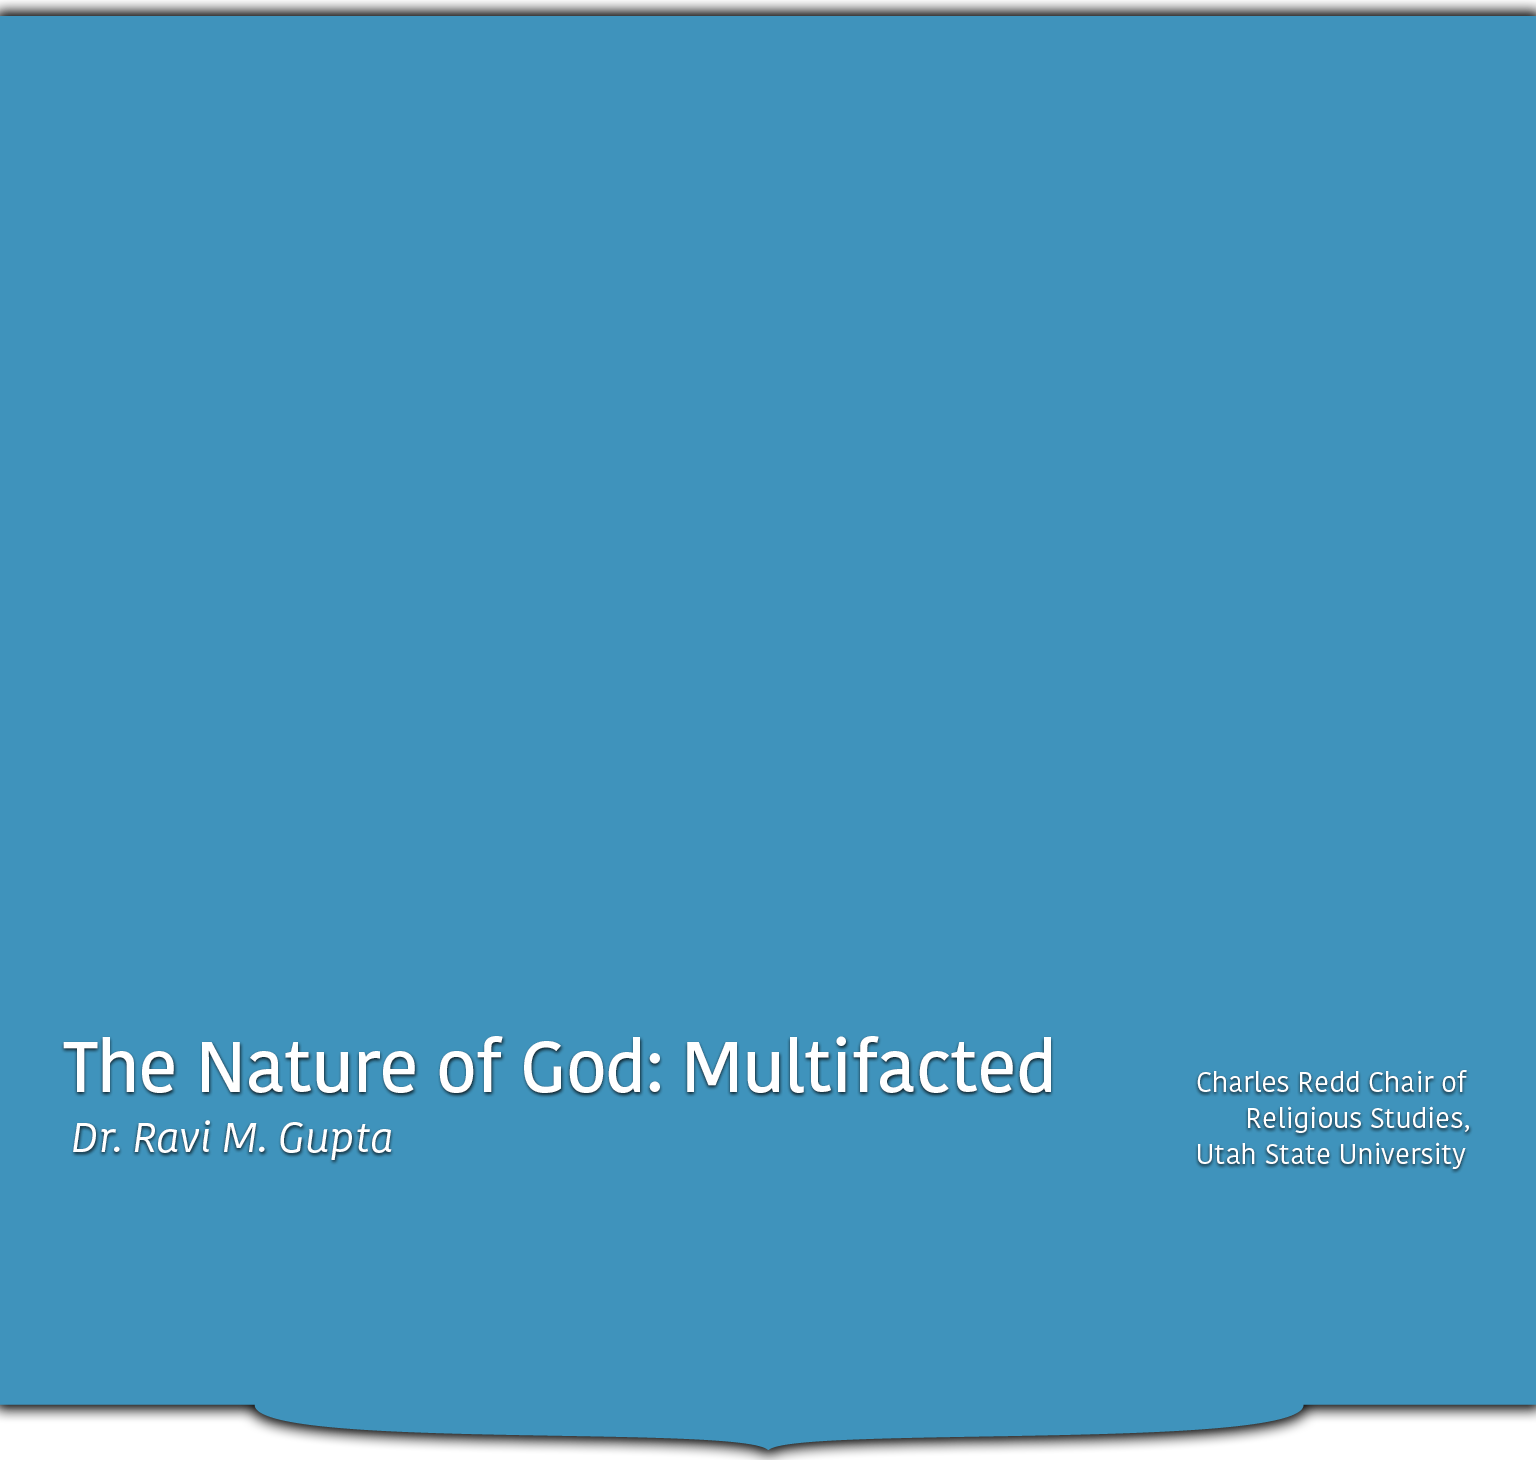 The Nature of God: Multifacted
Dr. Ravi M. Gupta
Charles Redd Chair of
Religious Studies,
Utah State University